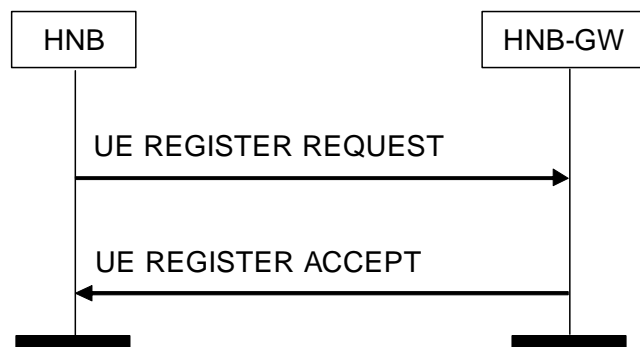 HNB
HNB-GW
UE REGISTER REQUEST
UE REGISTER ACCEPT